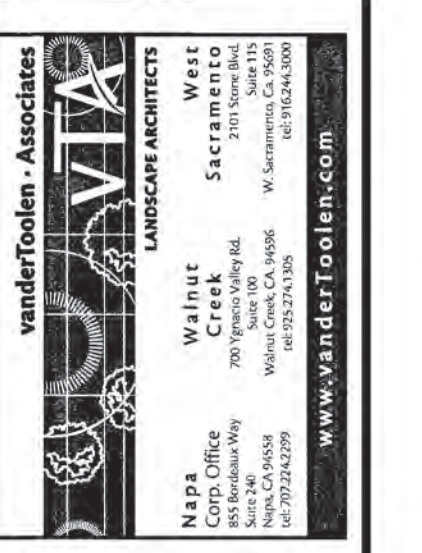 vanderToolen - Associates
VTA
LANDSCAPE ARCHITECTS
Napa
Corp. Office
855 Bordeaux Way
Suite 240
Napa, CA 94558
tel: 707.224.2299
Walnut
Creek
700 Ygnacio Valley Rd.
Suite 100
Walnut Creek, CA. 94596
tel: 925.274.1305
West
Sacramento
2101 Stone Blvd.
Suite 115
W. Sacramento, Ca. 95691
tel: 916.244.3000
www.vanderToolen.com